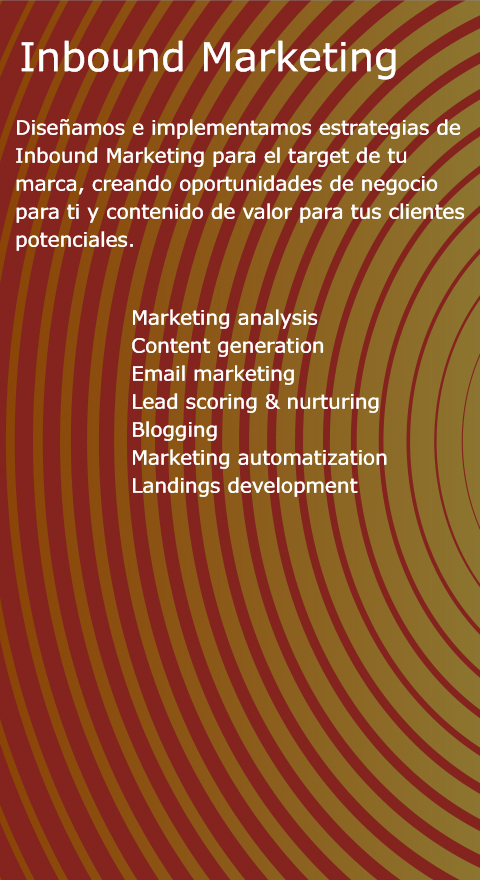 Inbound Marketing
Diseñamos e implementamos estrategias de
Inbound Marketing para el target de tu
marca, creando oportunidades de negocio
para ti y contenido de valor para tus clientes
potenciales.
Marketing analysis
Content generation
Email marketing
Lead scoring & nurturing
Blogging
Marketing automatization
Landings development